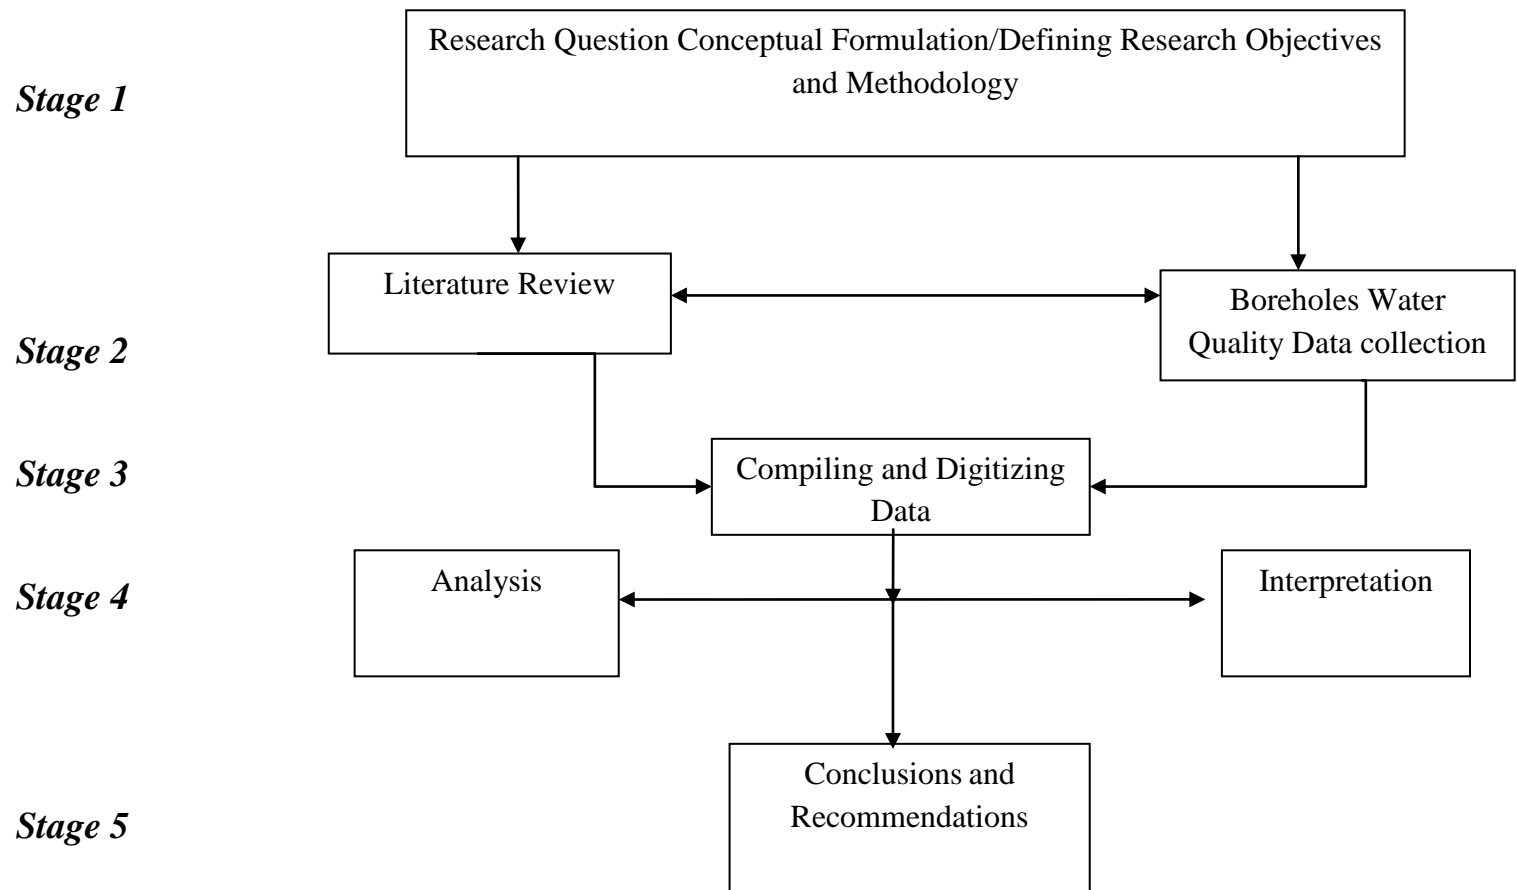 Research Question Conceptual Formulation/Defining Research Objectives
and Methodology
Stage 1
Literature Review
Boreholes Water
Quality Data collection
Stage 2
Compiling and Digitizing
Data
Stage 3
Analysis
Interpretation
Stage 4
Conclusions and
Recommendations
Stage 5